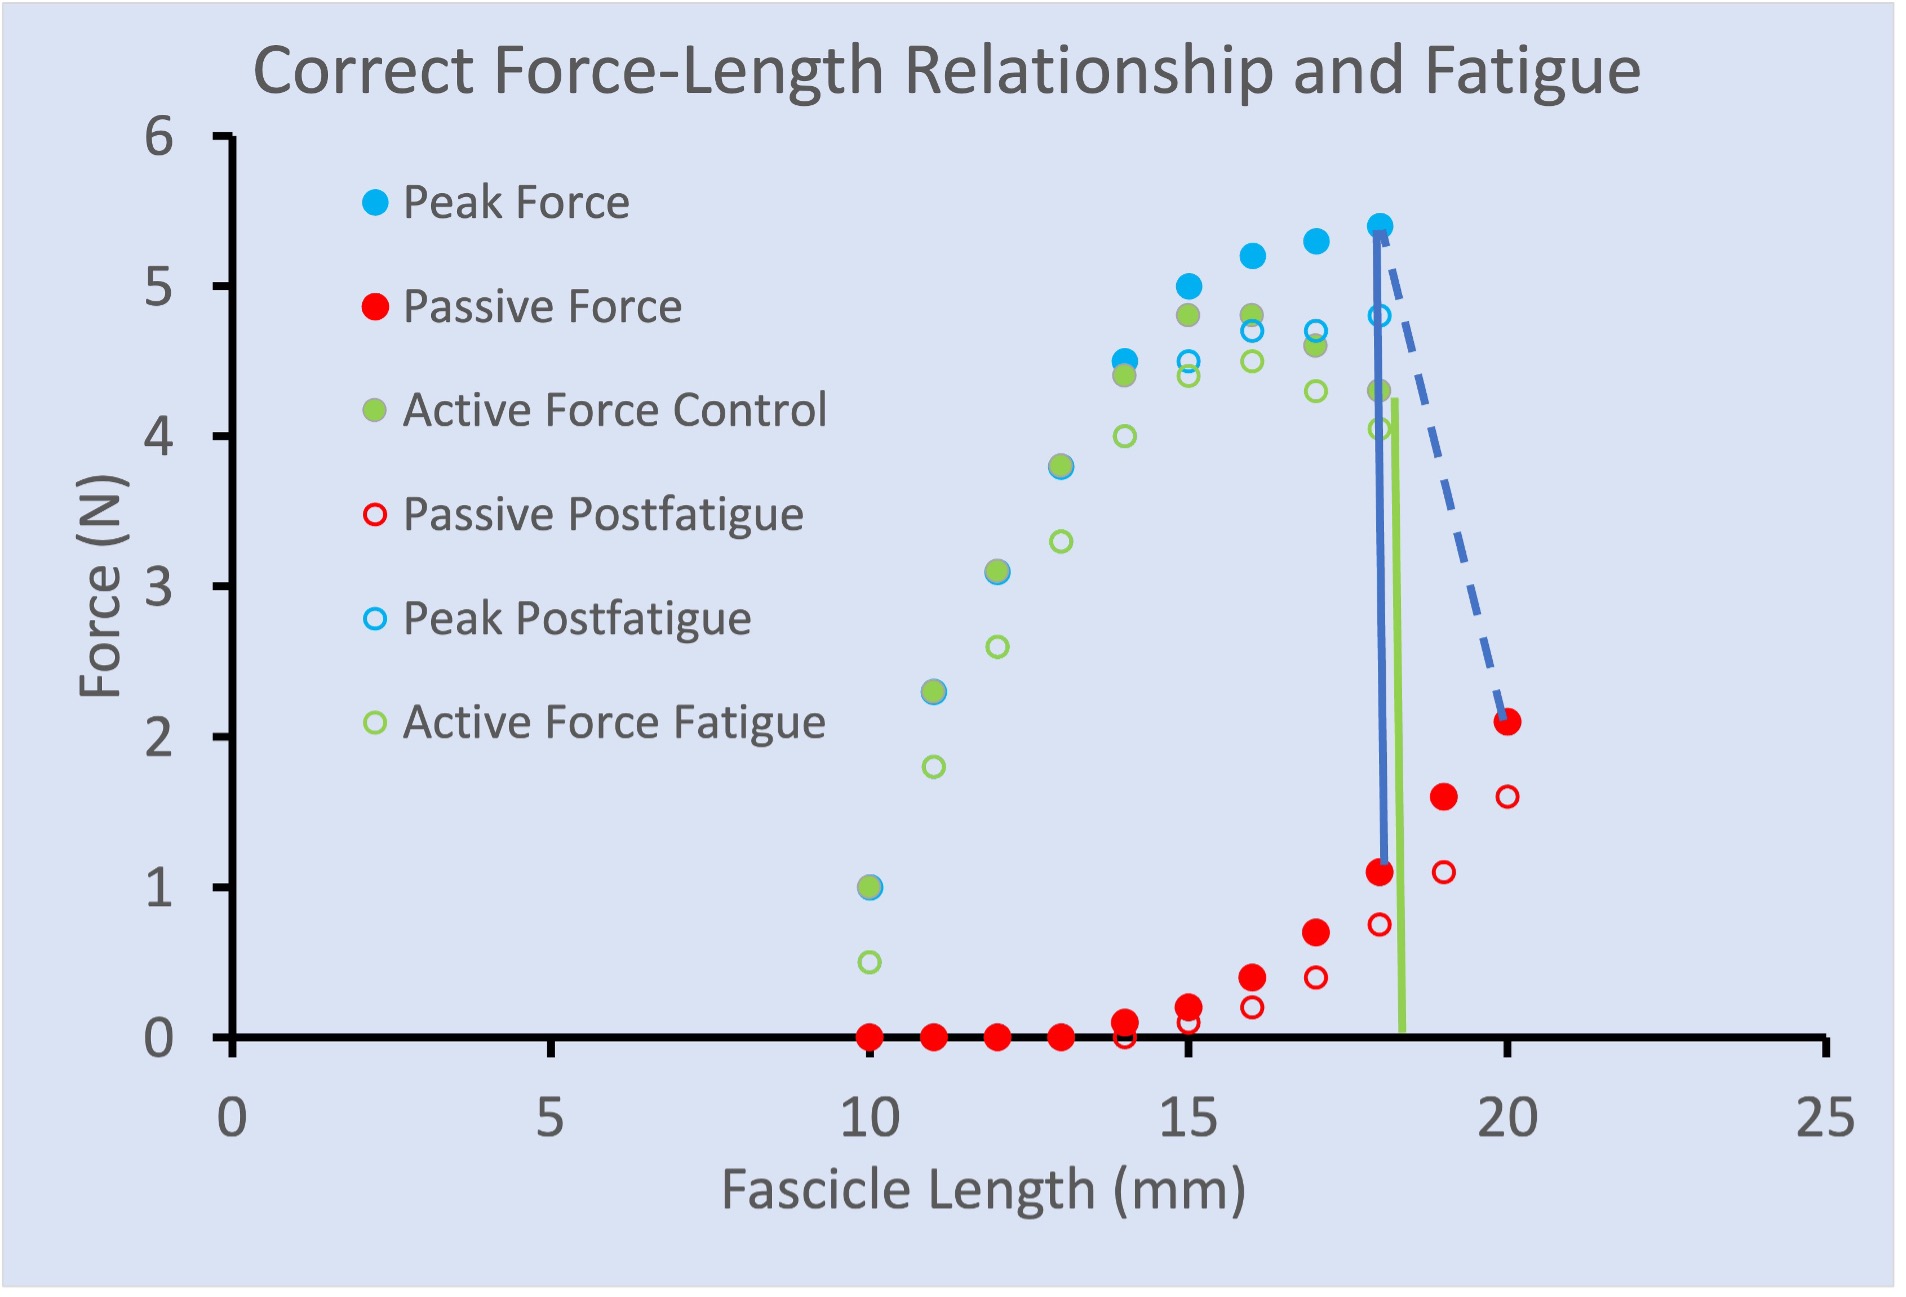 Correct Force-Length Relationship and Fatigue
6
5
4
3
2
1
0
Force (N)
Peak Force
Passive Force
Active Force Control
Passive Postfatigue
Peak Postfatigue
Active Force Fatigue
0 5 10 15 20 25
Fascicle Length (mm)